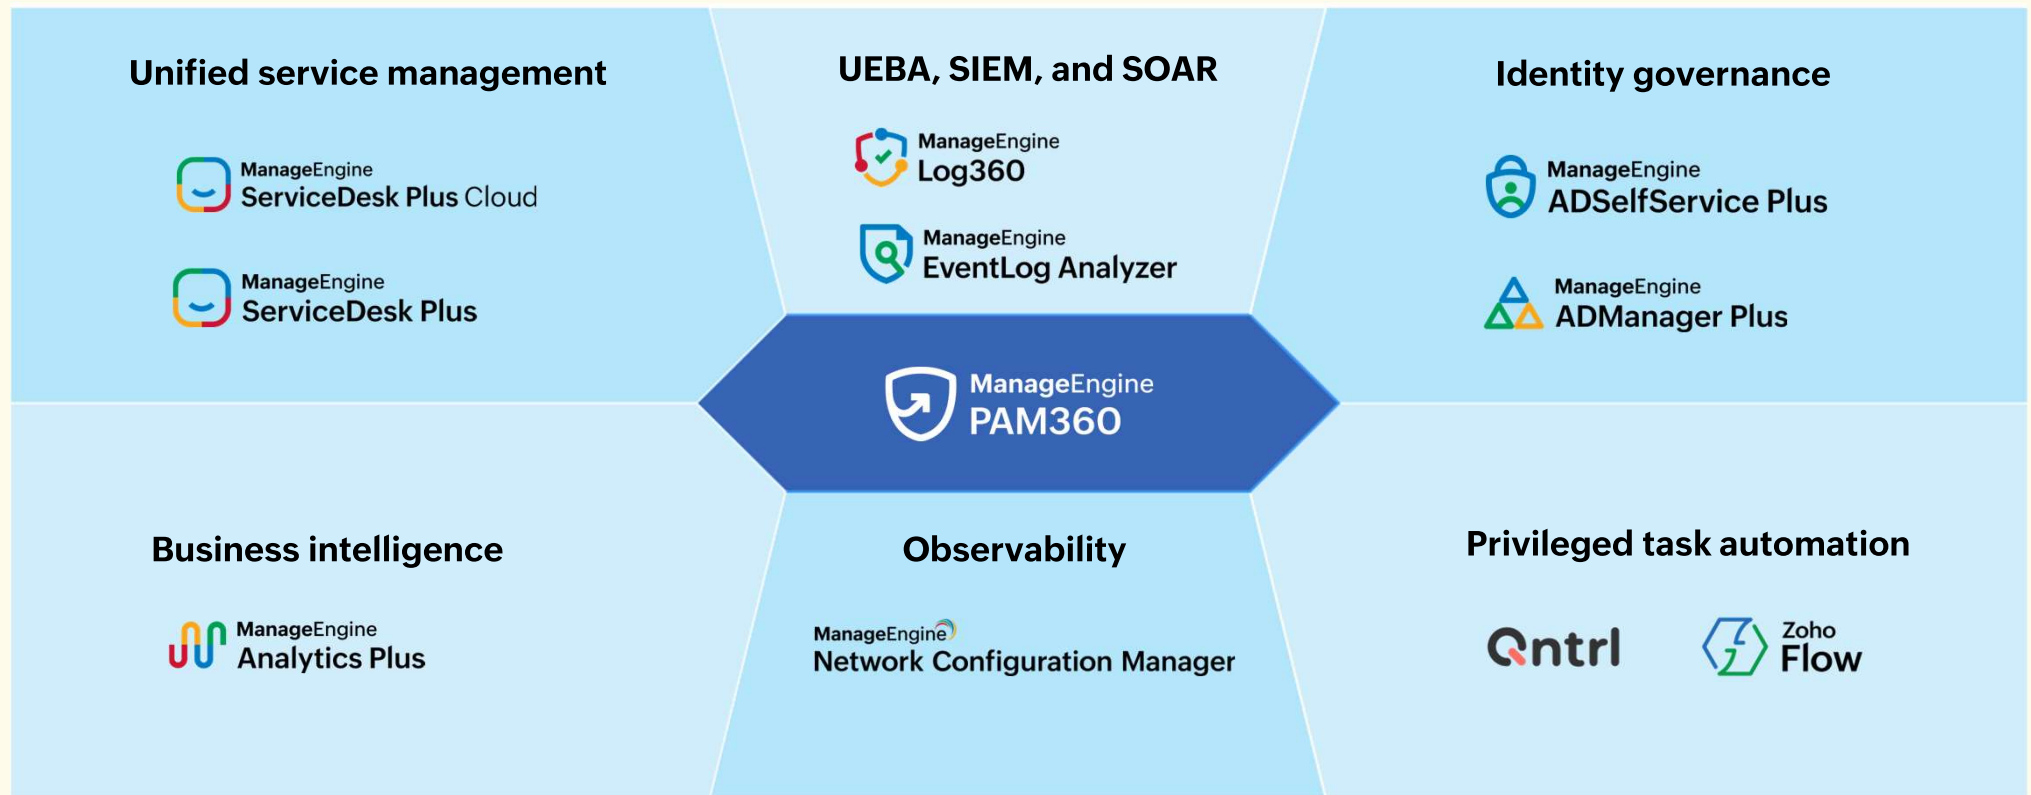 Unified service management
ManageEngine
ServiceDesk Plus Cloud
ManageEngine
ServiceDesk Plus
UEBA, SIEM, and SOAR
ManageEngine
Log360
ManageEngine
EventLog Analyzer
Identity governance
ManageEngine
ADSelfService Plus
ManageEngine
ADManager Plus
ManageEngine
PAM360
Business intelligence
ManageEngine
Analytics Plus
Observability
ManageEngine
Network Configuration Manager
Privileged task automation
Qntrl
Zoho
Flow